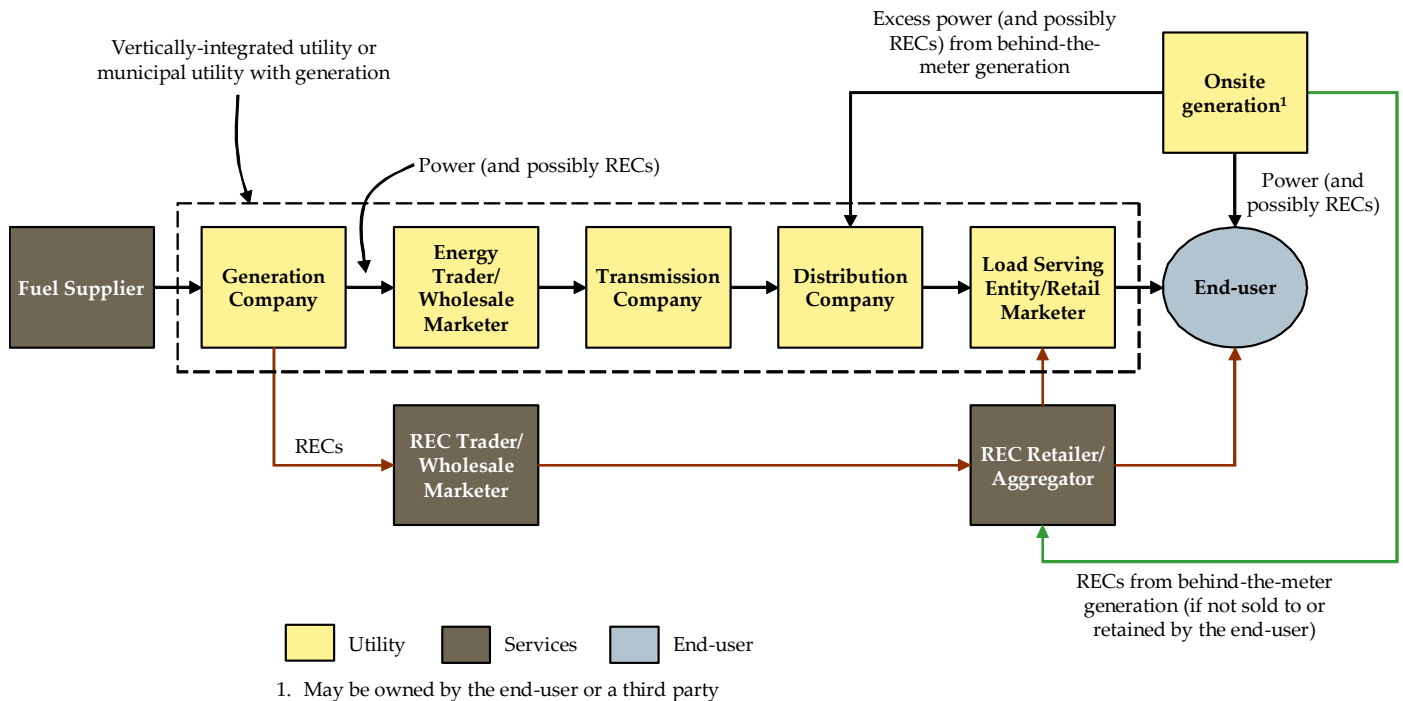 Excess power (and possibly
RECs) from behind-the-
meter generation
Vertically-integrated utility or
municipal utility with generation
Onsite
generation¹
Power (and possibly RECs)
Power (and
possibly RECs)
Fuel Supplier
Generation
Company
Energy
Trader/
Wholesale
Marketer
Transmission
Company
Distribution
Company
Load Serving
Entity/Retail
Marketer
End-user
RECs
REC Trader/
Wholesale
Marketer
REC Retailer/
Aggregator
RECs from behind-the-meter
generation (if not sold to or
retained by the end-user)
Utility
Services
End-user
1. May be owned by the end-user or a third party